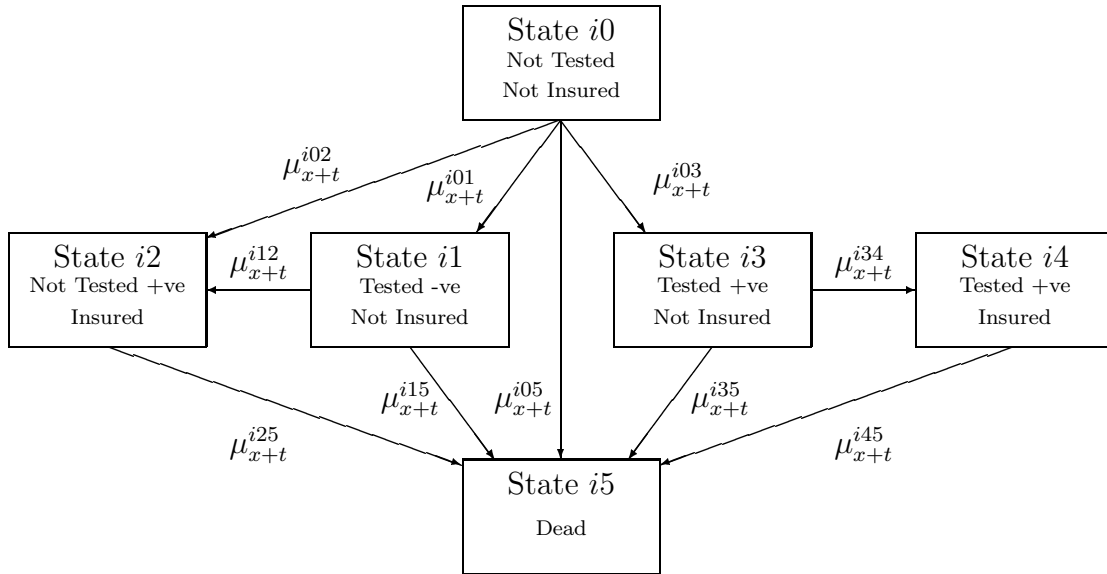 State i0
Not Tested
Not Insured
μ^{i02}_{x+t}
μ^{i01}_{x+t}
μ^{i03}_{x+t}
State i2
Not Tested +ve
Insured
μ^{i12}_{x+t}
State i1
Tested -ve
Not Insured
State i3
Tested +ve
Not Insured
μ^{i34}_{x+t}
State i4
Tested +ve
Insured
μ^{i25}_{x+t}
μ^{i15}_{x+t}
μ^{i05}_{x+t}
μ^{i35}_{x+t}
μ^{i45}_{x+t}
State i5
Dead